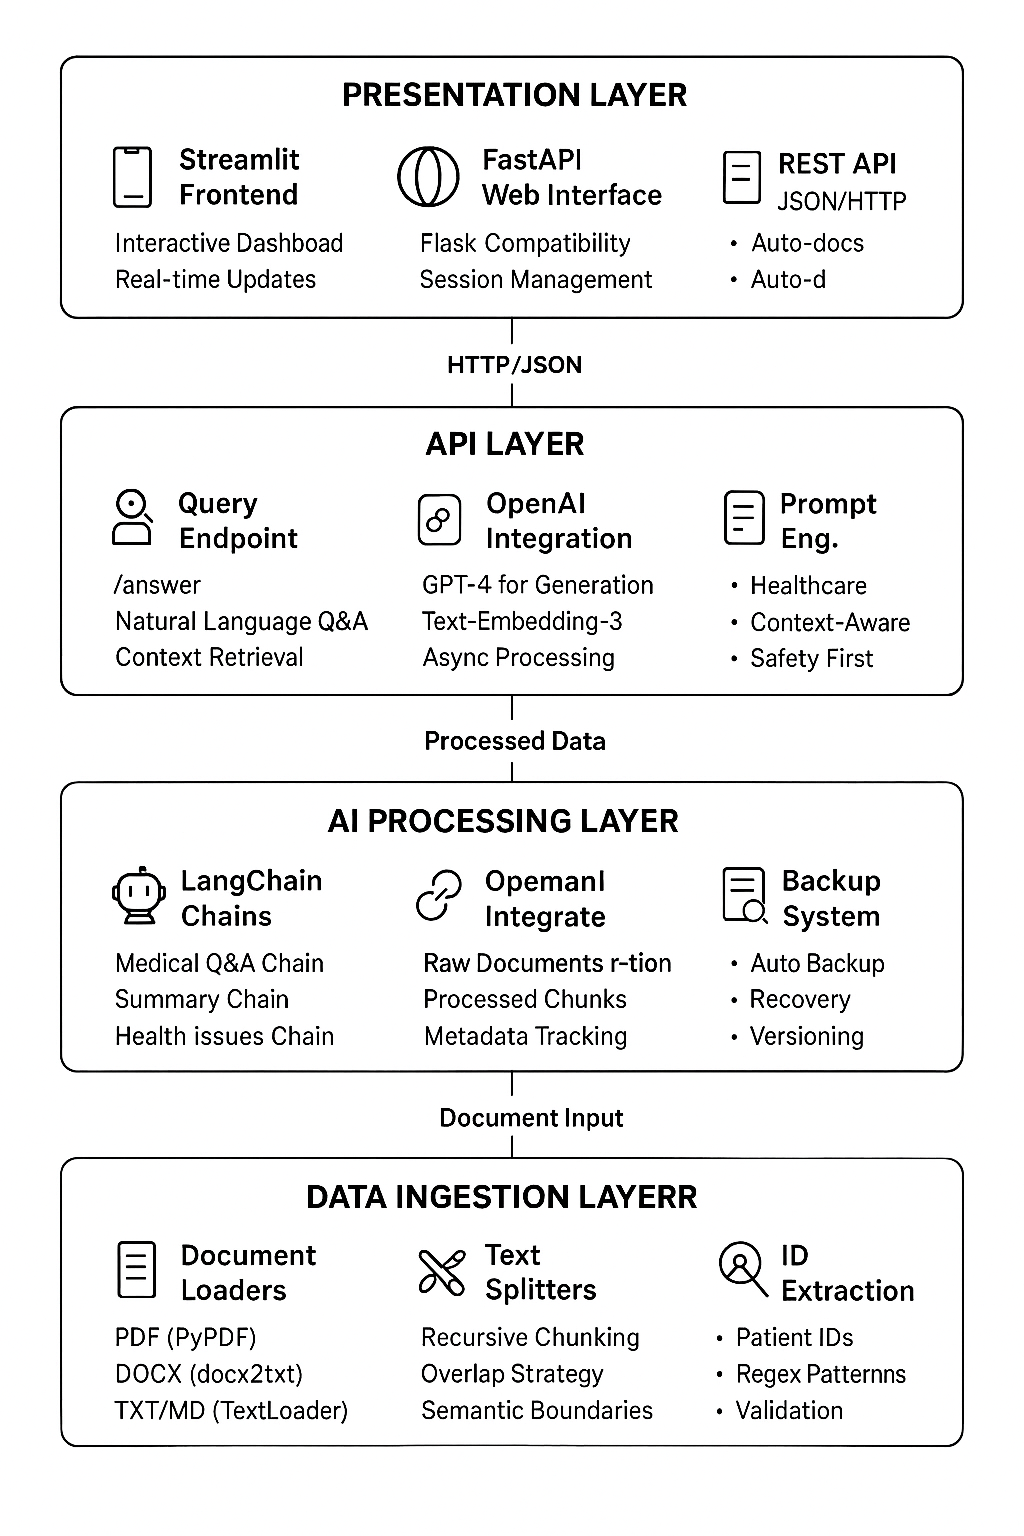 PRESENTATION LAYER
Streamlit
Frontend
Interactive Dashboad
Real-time Updates
FastAPI
Web Interface
Flask Compatibility
Session Management
REST API
JSON/HTTP
• Auto-docs
• Auto-d
HTTP/JSON
API LAYER
Query
Endpoint
/answer
Natural Language Q&A
Context Retrieval
OpenAI
Integration
GPT-4 for Generation
Text-Embedding-3
Async Processing
Prompt
Eng.
• Healthcare
• Context-Aware
• Safety First
Processed Data
AI PROCESSING LAYER
LangChain
Chains
Medical Q&A Chain
Summary Chain
Health issues Chain
OpemanI
Integrate
Raw Documents r-tion
Processed Chunks
Metadata Tracking
Backup
System
• Auto Backup
• Recovery
• Versioning
Document Input
DATA INGESTION LAYERR
Document
Loaders
PDF (PyPDF)
DOCX (docx2txt)
TXT/MD (TextLoader)
Text
Splitters
Recursive Chunking
Overlap Strategy
Semantic Boundaries
ID
Extraction
• Patient IDs
• Regex Patternns
• Validation